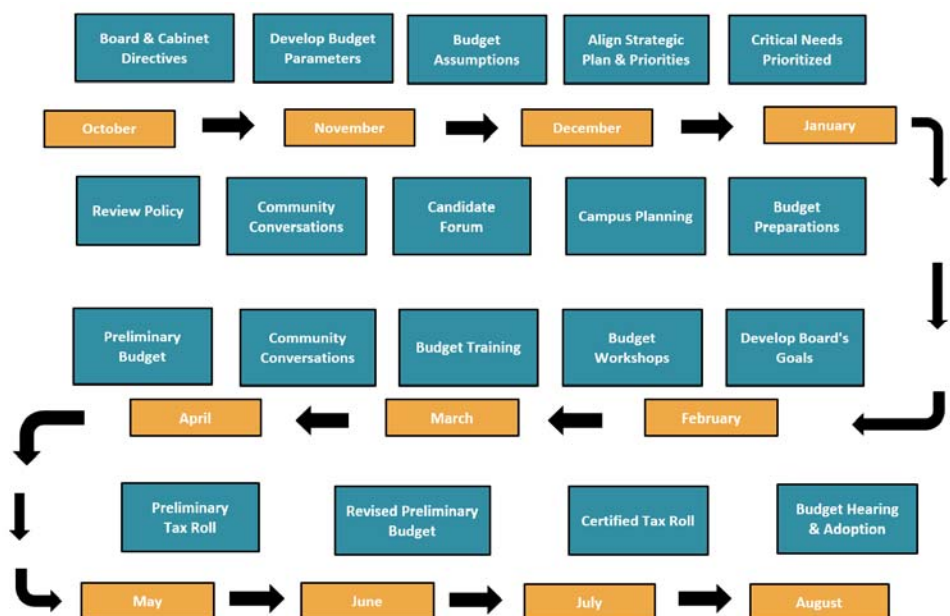 Board & Cabinet
Directives
Develop Budget
Parameters
Budget
Assumptions
Align Strategic
Plan & Priorities
Critical Needs
Prioritized
October
November
December
January
Review Policy
Community
Conversations
Candidate
Forum
Campus Planning
Budget
Preparations
Preliminary
Budget
Community
Conversations
Budget Training
Budget
Workshops
Develop Board's
Goals
April
March
February
Preliminary
Tax Roll
Revised Preliminary
Budget
Certified Tax Roll
Budget Hearing
& Adoption
May
June
July
August